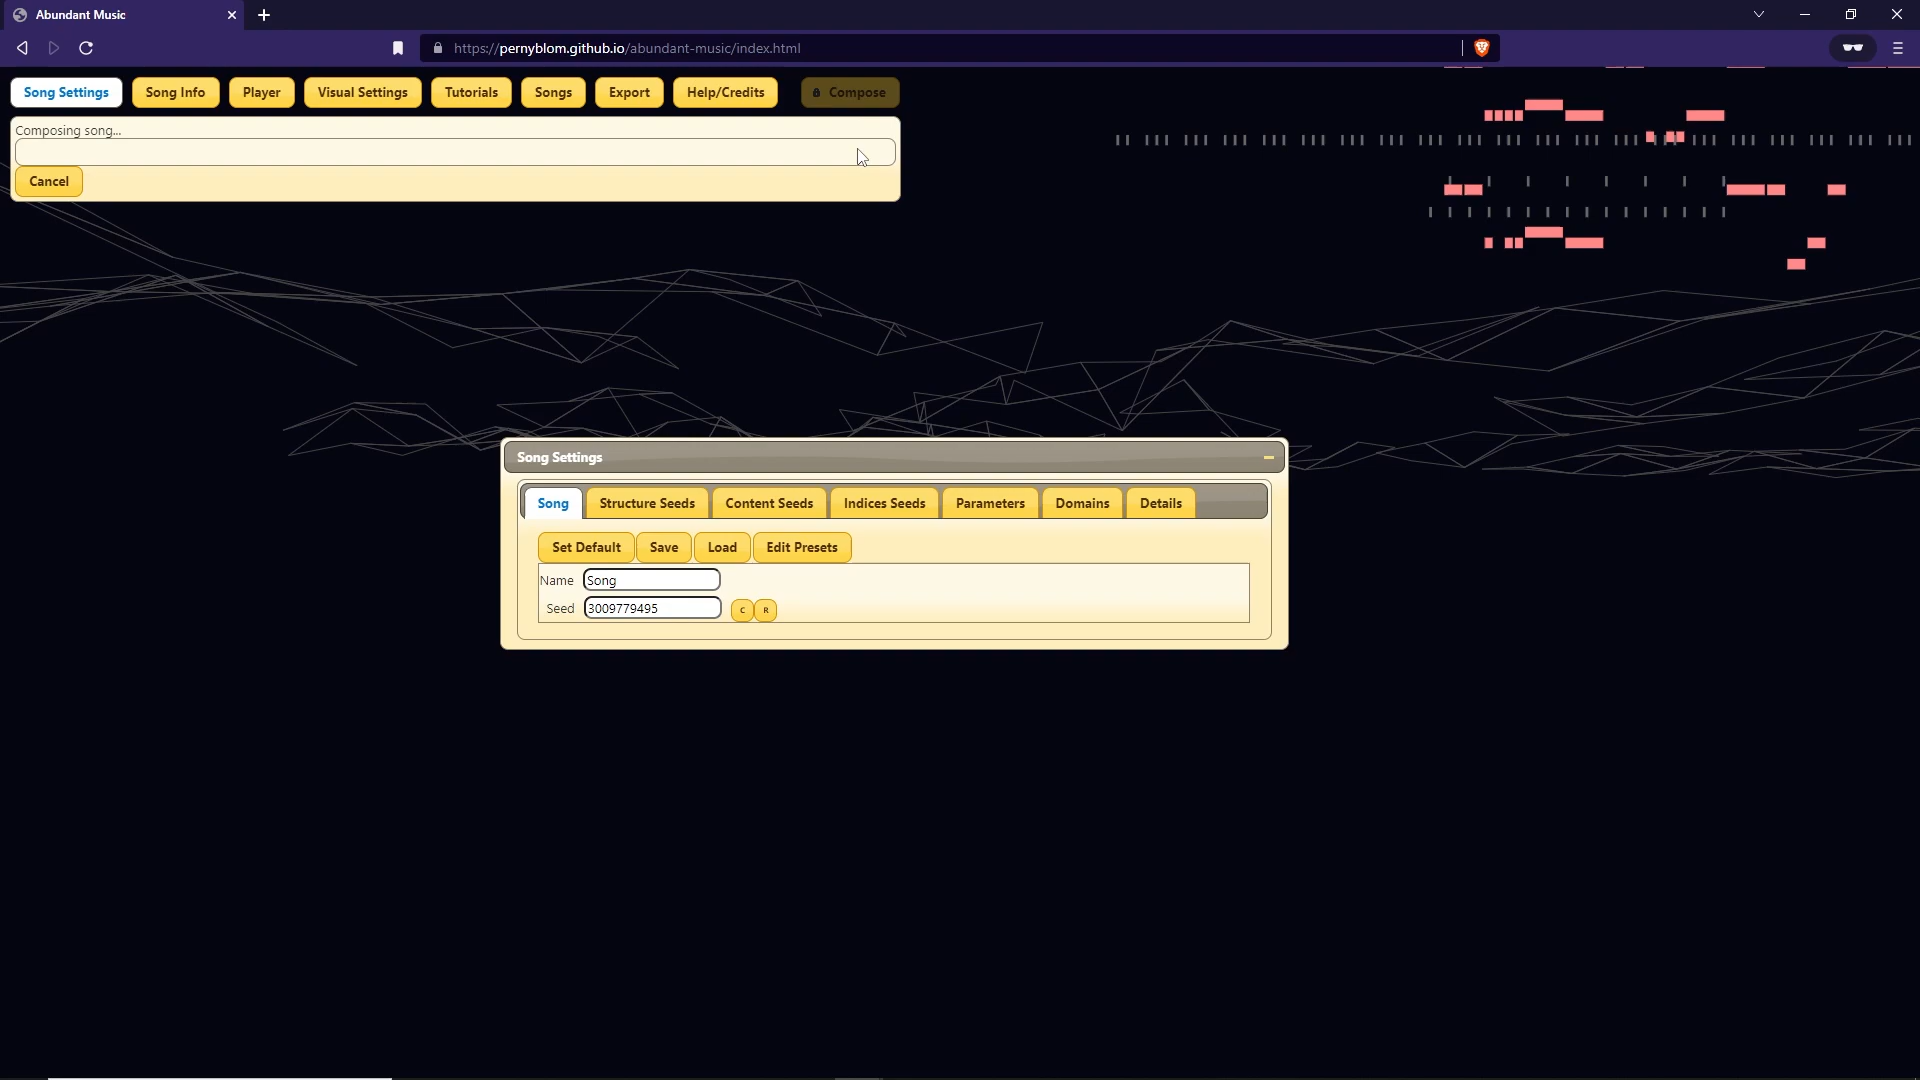 Abundant Music
https://pernyblom.github.io/abundant-music/index.html
Song Settings Song Info Player Visual Settings Tutorials Songs Export Help/Credits Compose
Composing song...
Cancel
Song Settings
Song Structure Seeds Content Seeds Indices Seeds Parameters Domains Details
Set Default Save Load Edit Presets
Name Song
Seed 3009779495 C R